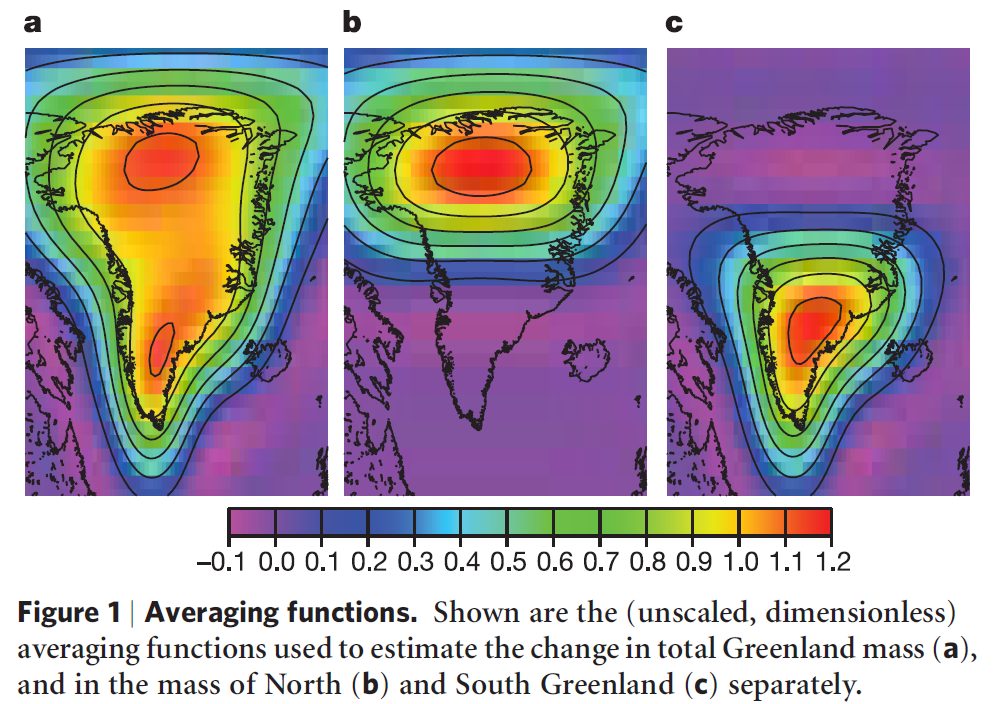 a b c
−0.1 0.0 0.1 0.2 0.3 0.4 0.5 0.6 0.7 0.8 0.9 1.0 1.1 1.2
Figure 1 | Averaging functions. Shown are the (unscaled, dimensionless)
averaging functions used to estimate the change in total Greenland mass (a),
and in the mass of North (b) and South Greenland (c) separately.